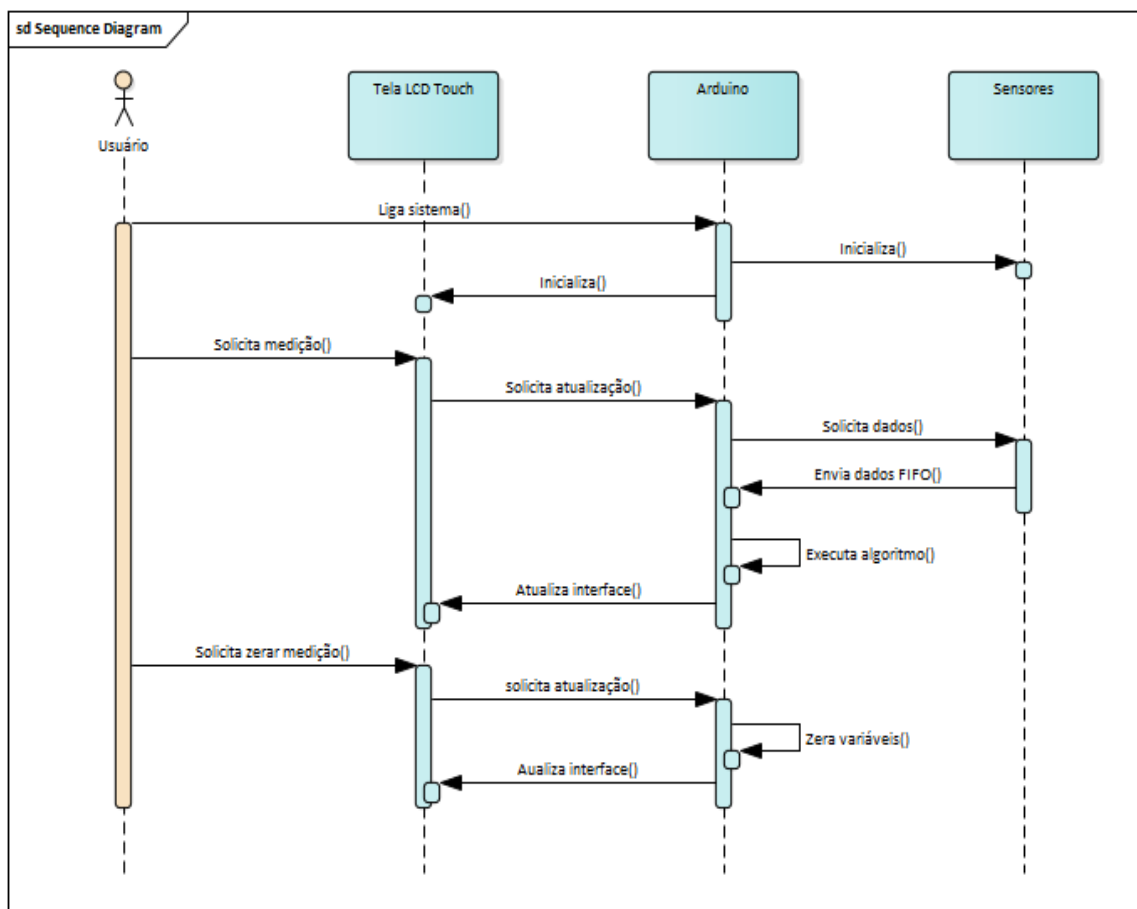 sd Sequence Diagram
Usuário
Tela LCD Touch
Arduino
Sensores
Liga sistema()
Inicializa()
Inicializa()
Solicita medição()
Solicita atualização()
Solicita dados()
Envia dados FIFO()
Executa algoritmo()
Atualiza interface()
Solicita zerar medição()
solicita atualização()
Zera variáveis()
Aualiza interface()